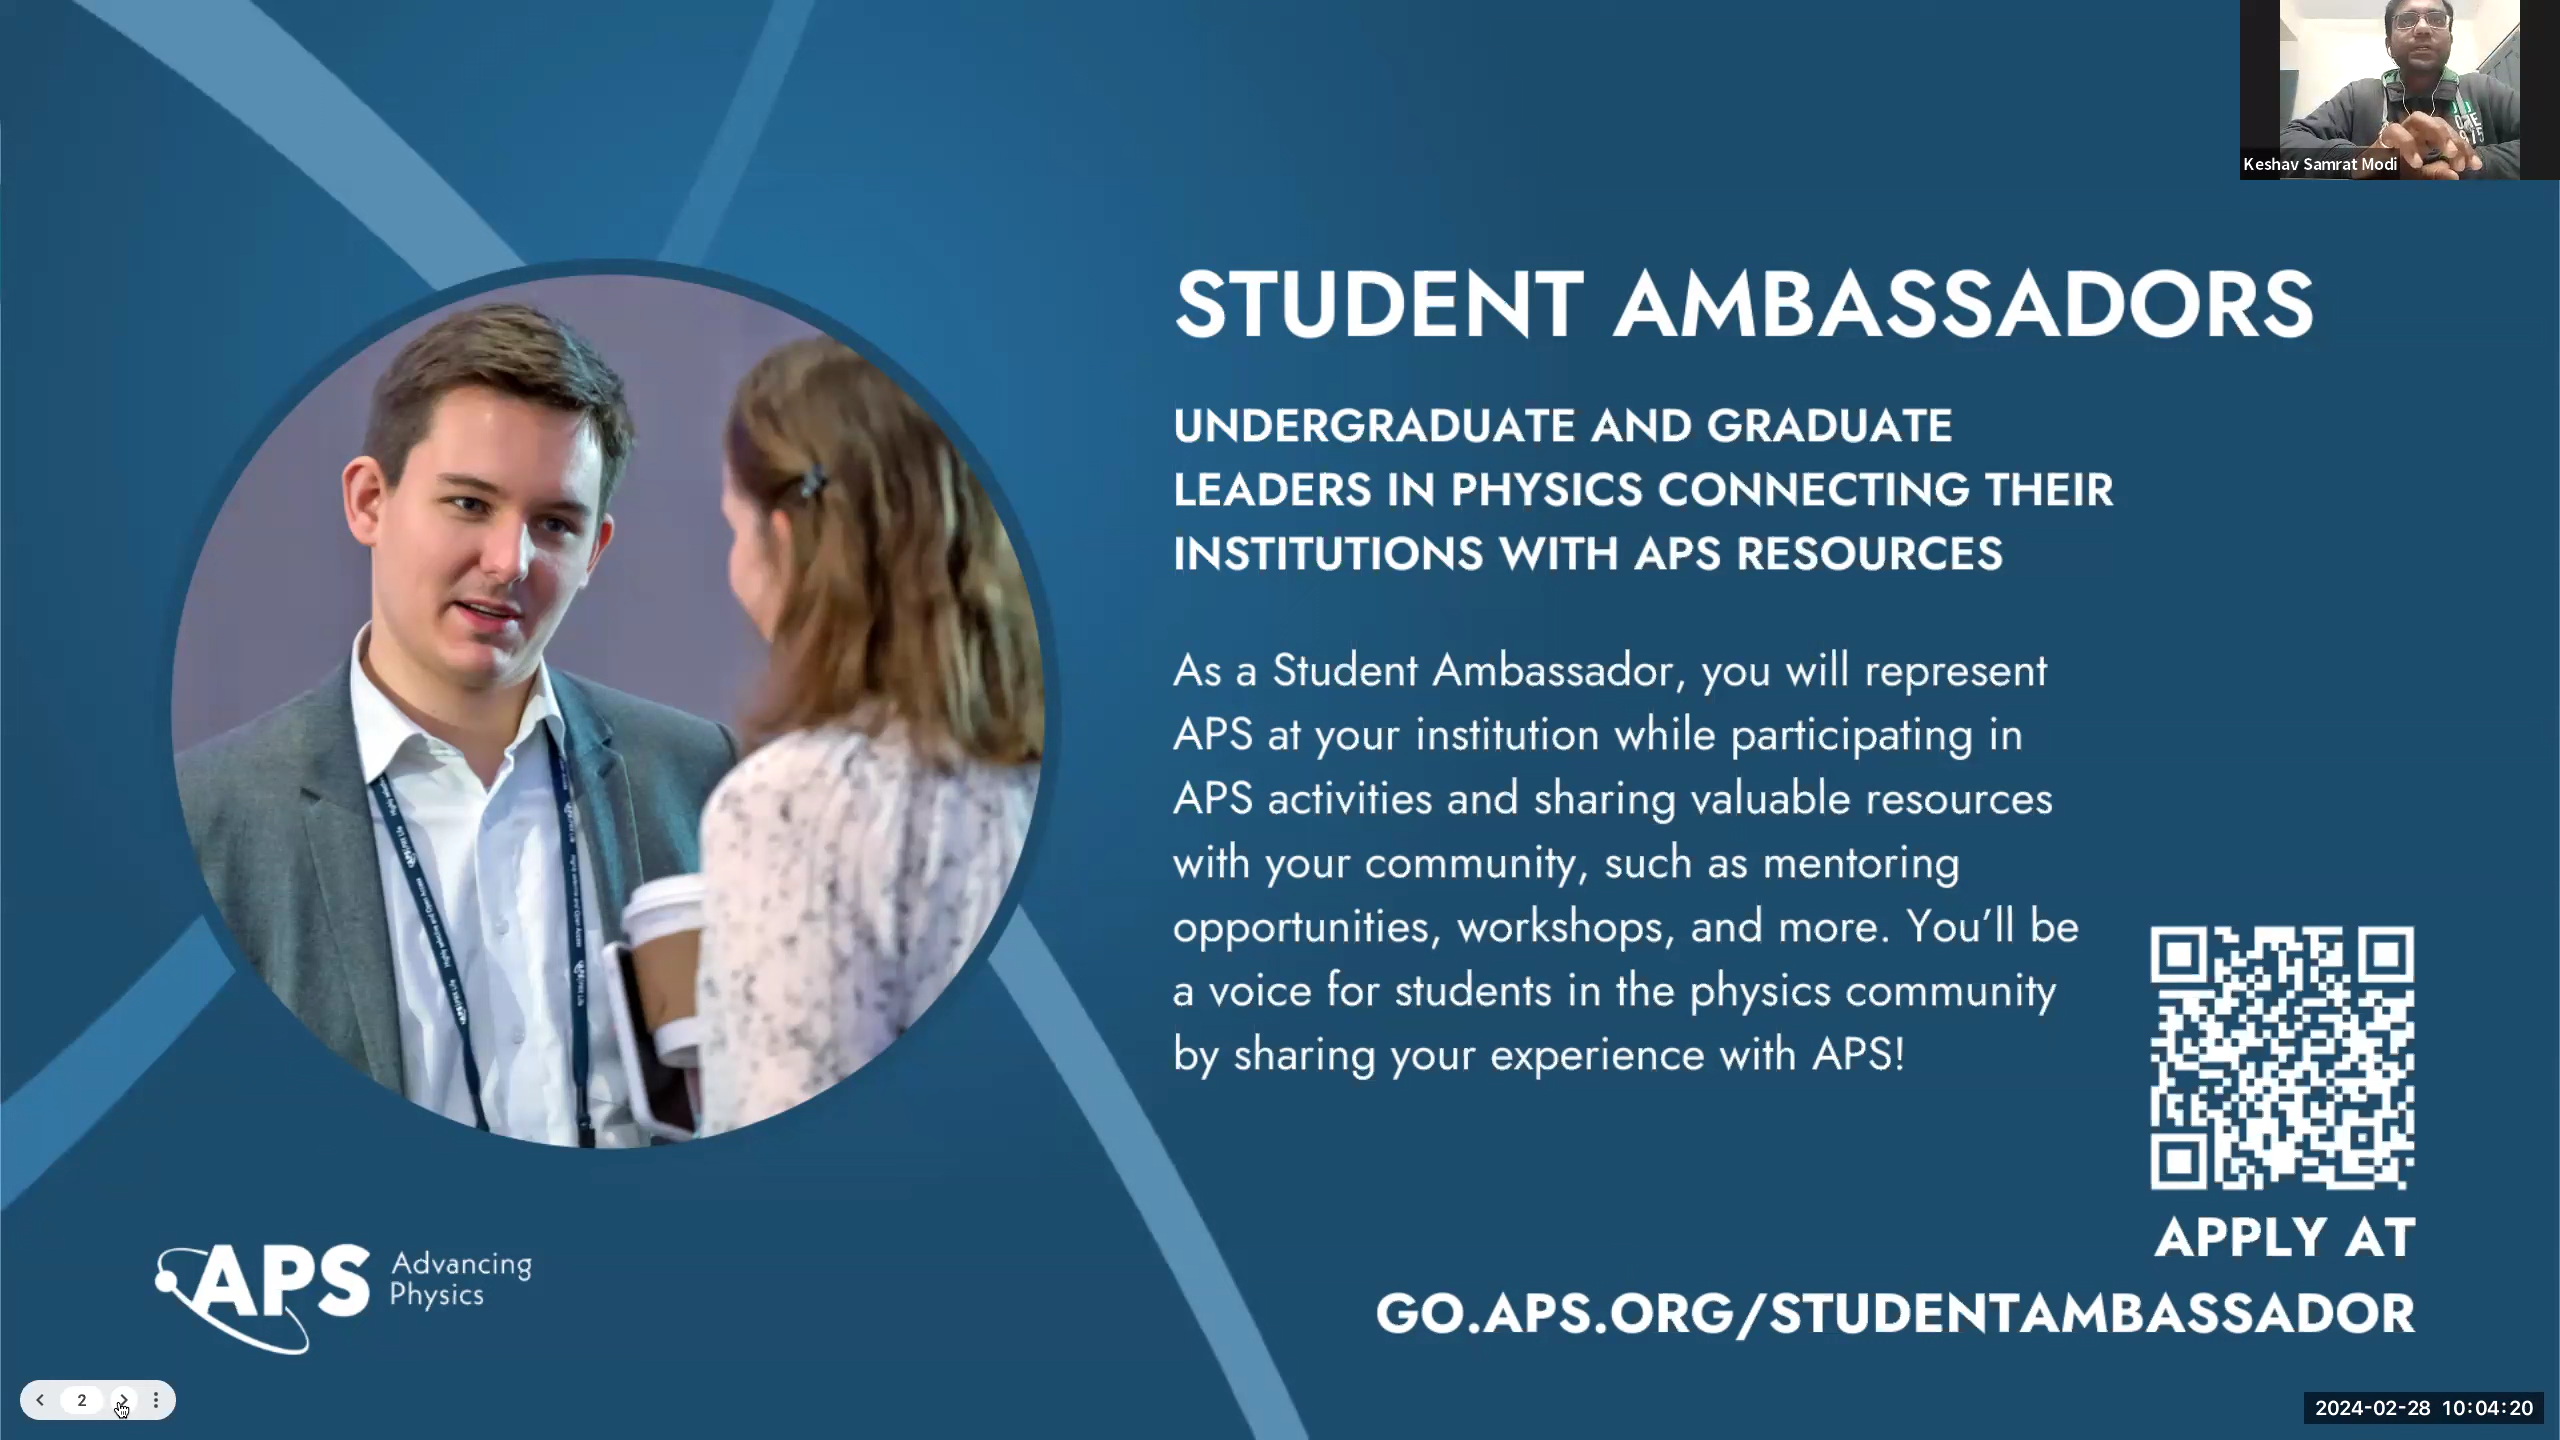 Keshav Samrat Modi
STUDENT AMBASSADORS
UNDERGRADUATE AND GRADUATE
LEADERS IN PHYSICS CONNECTING THEIR
INSTITUTIONS WITH APS RESOURCES
As a Student Ambassador, you will represent
APS at your institution while participating in
APS activities and sharing valuable resources
with your community, such as mentoring
opportunities, workshops, and more. You’ll be
a voice for students in the physics community
by sharing your experience with APS!
APPLY AT
GO.APS.ORG/STUDENTAMBASSADOR
APS Advancing
Physics
2
2024-02-28 10:04:20